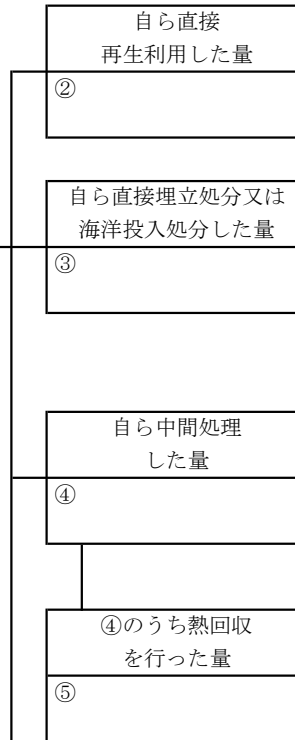 自ら直接
再生利用した量
②
自ら直接埋立処分又は
海洋投入処分した量
③
自ら中間処理
した量
④
④のうち熱回収
を行った量
⑤